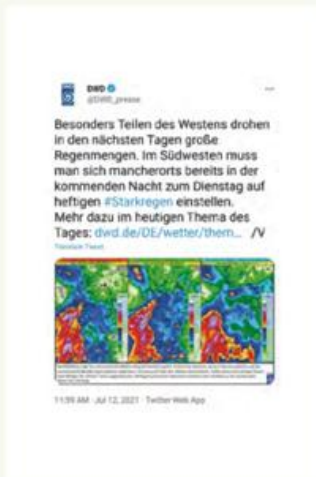 DWD
@DWD_presse
Besonders Teilen des Westens drohen
in den nächsten Tagen große
Regenmengen. Im Südwesten muss
man sich mancherorts bereits in der
kommenden Nacht zum Dienstag auf
heftigen #Starkregen einstellen.
Mehr dazu im heutigen Thema des
Tages: dwd.de/DE/wetter/them... /V
Translate Tweet
11:59 AM · Jul 12, 2021 · Twitter Web App